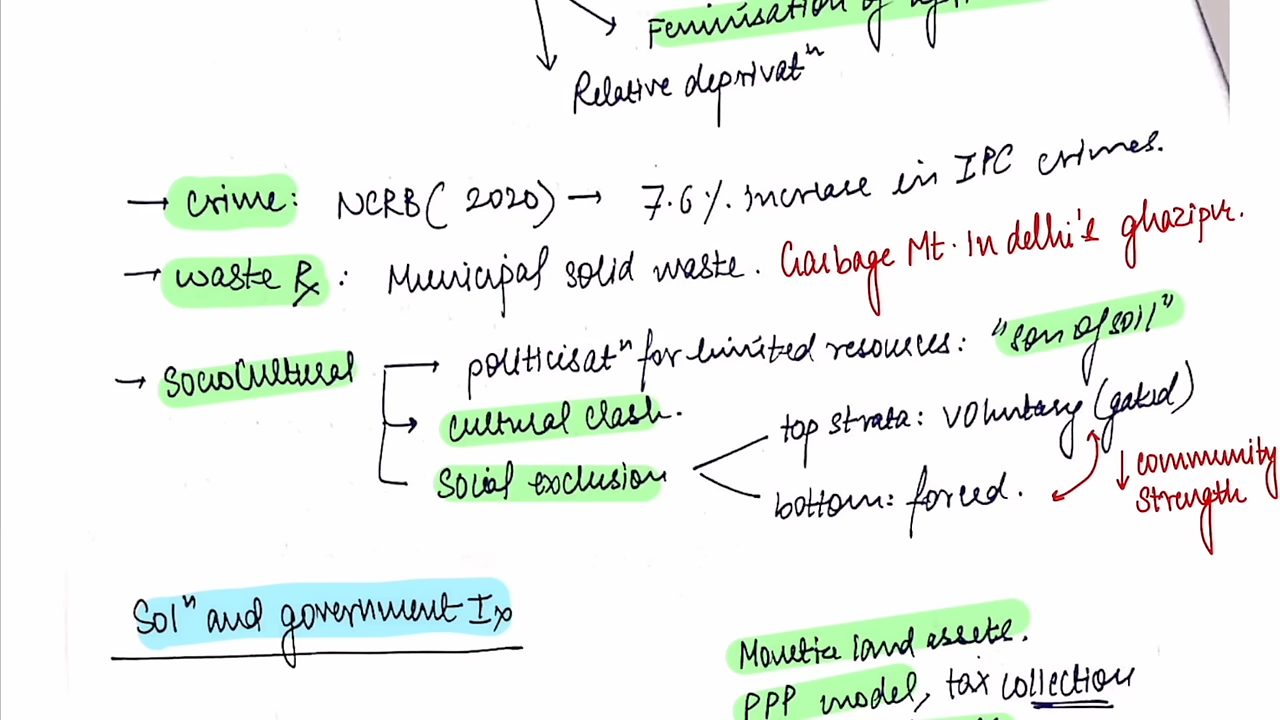 Feminisation of
Relative deprivatⁿ
→ Crime: NCRB (2020) → 7.6%. increase in IPC crimes.
→ waste Rx: Municipal solid waste. Garbage Mt. In delhi's ghazipur.
→ SocioCultural → politicisatⁿ for limited resources: "son of soil"
→ cultural clash.
Social exclusion
top strata: voluntary (gated)
bottom: forced.
↓ community
strength
Solⁿ and government Ix
Monetize land assets.
PPP model, tax collection